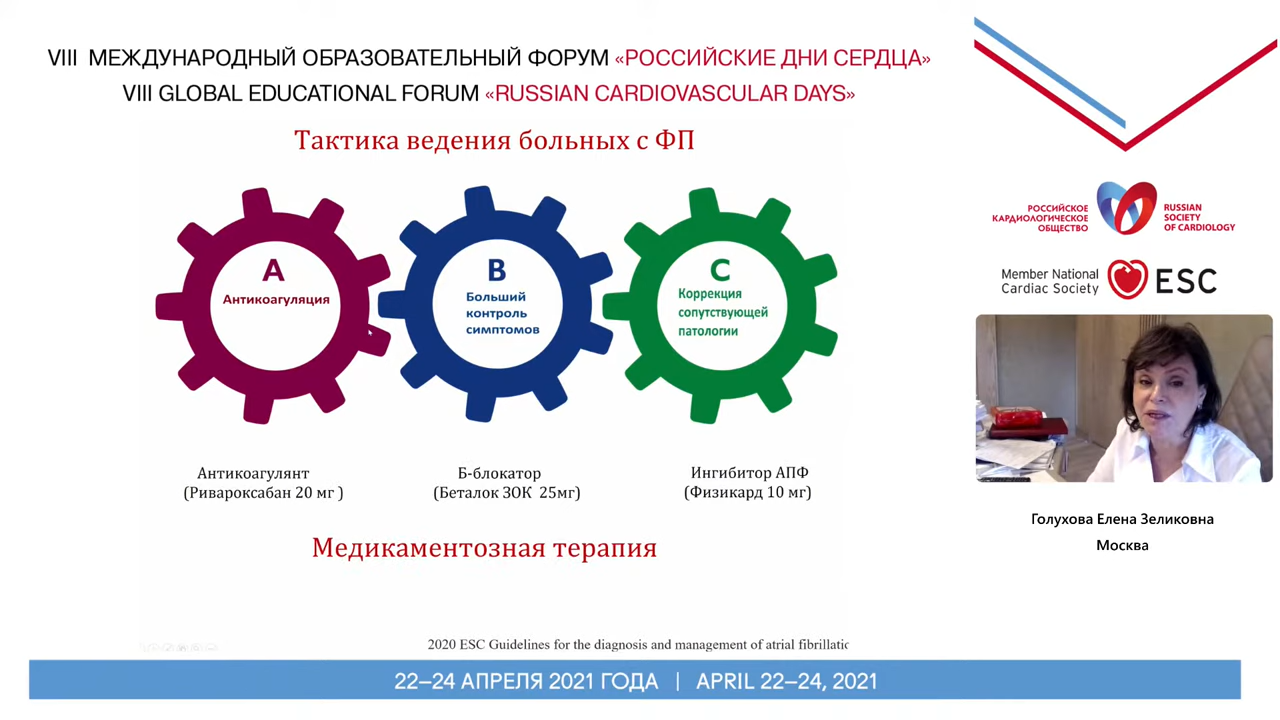 VIII МЕЖДУНАРОДНЫЙ ОБРАЗОВАТЕЛЬНЫЙ ФОРУМ «РОССИЙСКИЕ ДНИ СЕРДЦА»
VIII GLOBAL EDUCATIONAL FORUM «RUSSIAN CARDIOVASCULAR DAYS»
Тактика ведения больных с ФП
A
Антикоагуляция
B
Больший
контроль
симптомов
C
Коррекция
сопутствующей
патологии
Антикоагулянт
(Ривароксабан 20 мг )
Б-блокатор
(Беталок ЗОК 25мг)
Ингибитор АПФ
(Физикард 10 мг)
Медикаментозная терапия
2020 ESC Guidelines for the diagnosis and management of atrial fibrillatic
РОССИЙСКОЕ
КАРДИОЛОГИЧЕСКОЕ
ОБЩЕСТВО
RUSSIAN
SOCIETY
OF CARDIOLOGY
Member National
Cardiac Society
ESC
Голухова Елена Зеликовна
Москва
22–24 АПРЕЛЯ 2021 ГОДА | APRIL 22–24, 2021